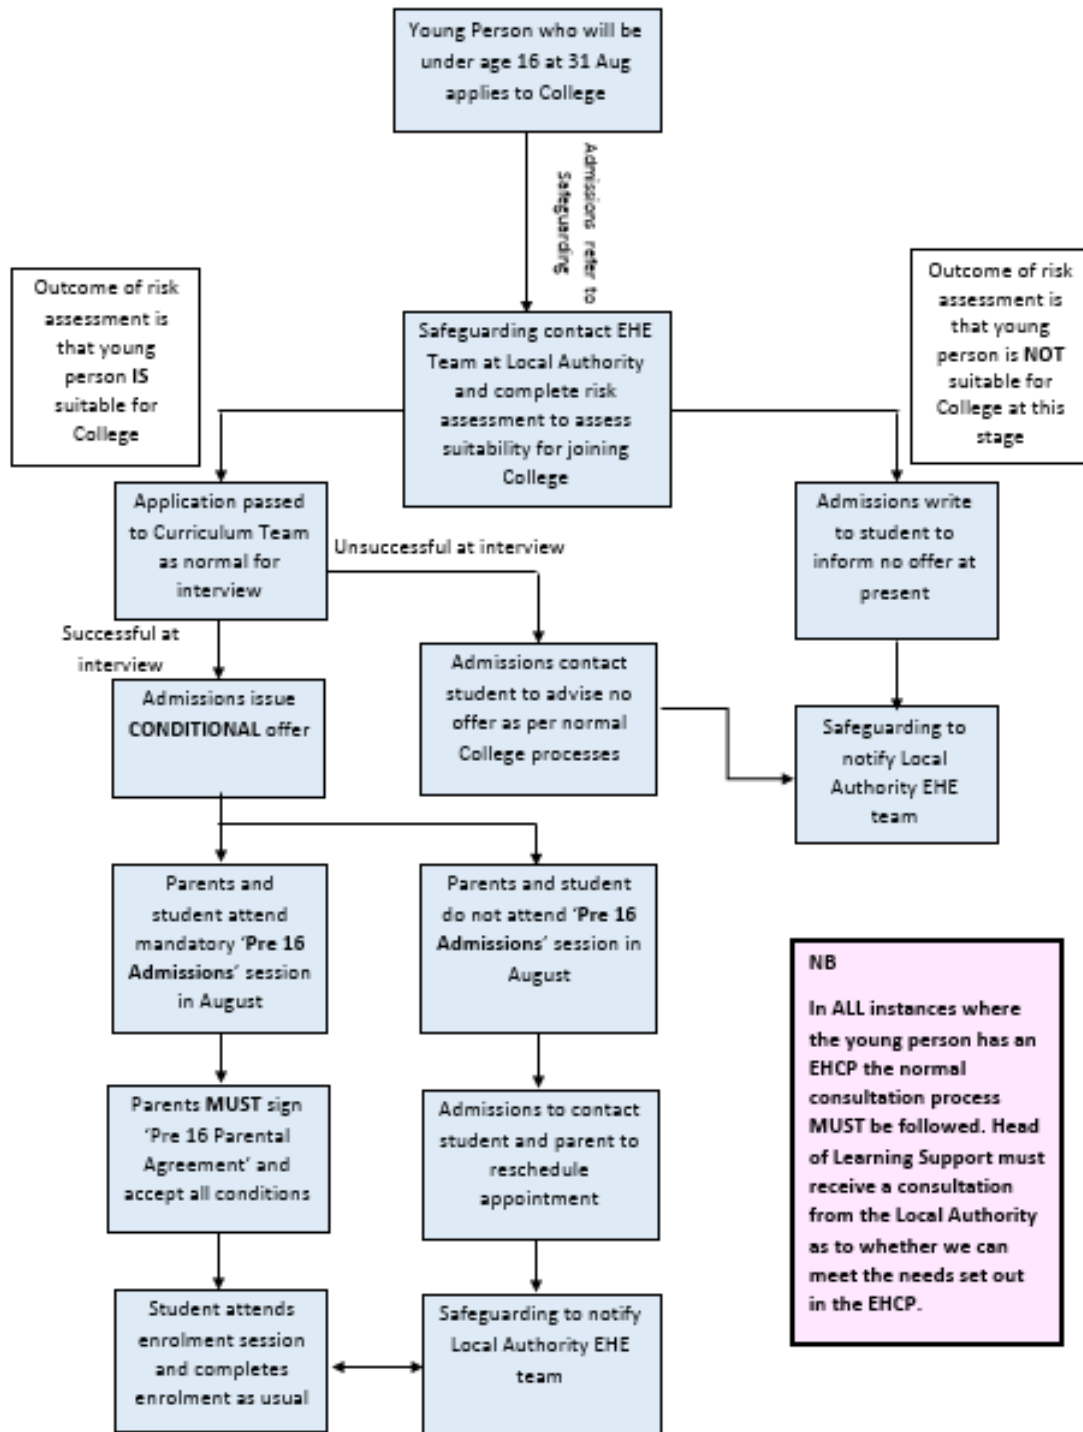 Young Person who will be
under age 16 at 31 Aug
applies to College
Admissions refer to
Safeguarding
Outcome of risk
assessment is
that young
person IS
suitable for
College
Safeguarding contact EHE
Team at Local Authority
and complete risk
assessment to assess
suitability for joining
College
Outcome of risk
assessment is
that young
person is NOT
suitable for
College at this
stage
Application passed
to Curriculum Team
as normal for
interview
Unsuccessful at interview
Admissions write
to student to
inform no offer at
present
Successful at
interview
Admissions issue
CONDITIONAL offer
Admissions contact
student to advise no
offer as per normal
College processes
Safeguarding to
notify Local
Authority EHE
team
Parents and
student attend
mandatory ‘Pre 16
Admissions’ session
in August
Parents and student
do not attend ‘Pre 16
Admissions’ session in
August
Parents MUST sign
‘Pre 16 Parental
Agreement’ and
accept all conditions
Admissions to contact
student and parent to
reschedule
appointment
Student attends
enrolment session
and completes
enrolment as usual
Safeguarding to notify
Local Authority EHE
team
NB
In ALL instances where
the young person has an
EHCP the normal
consultation process
MUST be followed. Head
of Learning Support must
receive a consultation
from the Local Authority
as to whether we can
meet the needs set out
in the EHCP.